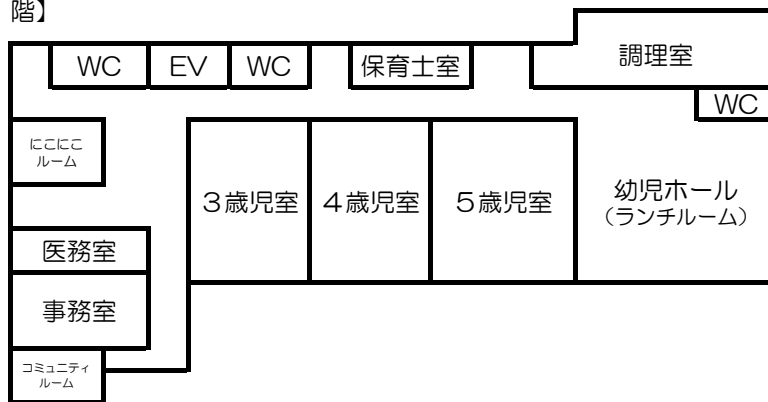 階】
WC
EV
WC
保育士室
調理室
WC
にこにこ
ルーム
３歳児室
４歳児室
５歳児室
幼児ホール
（ランチルーム）
医務室
事務室
コミュニティ
ルーム